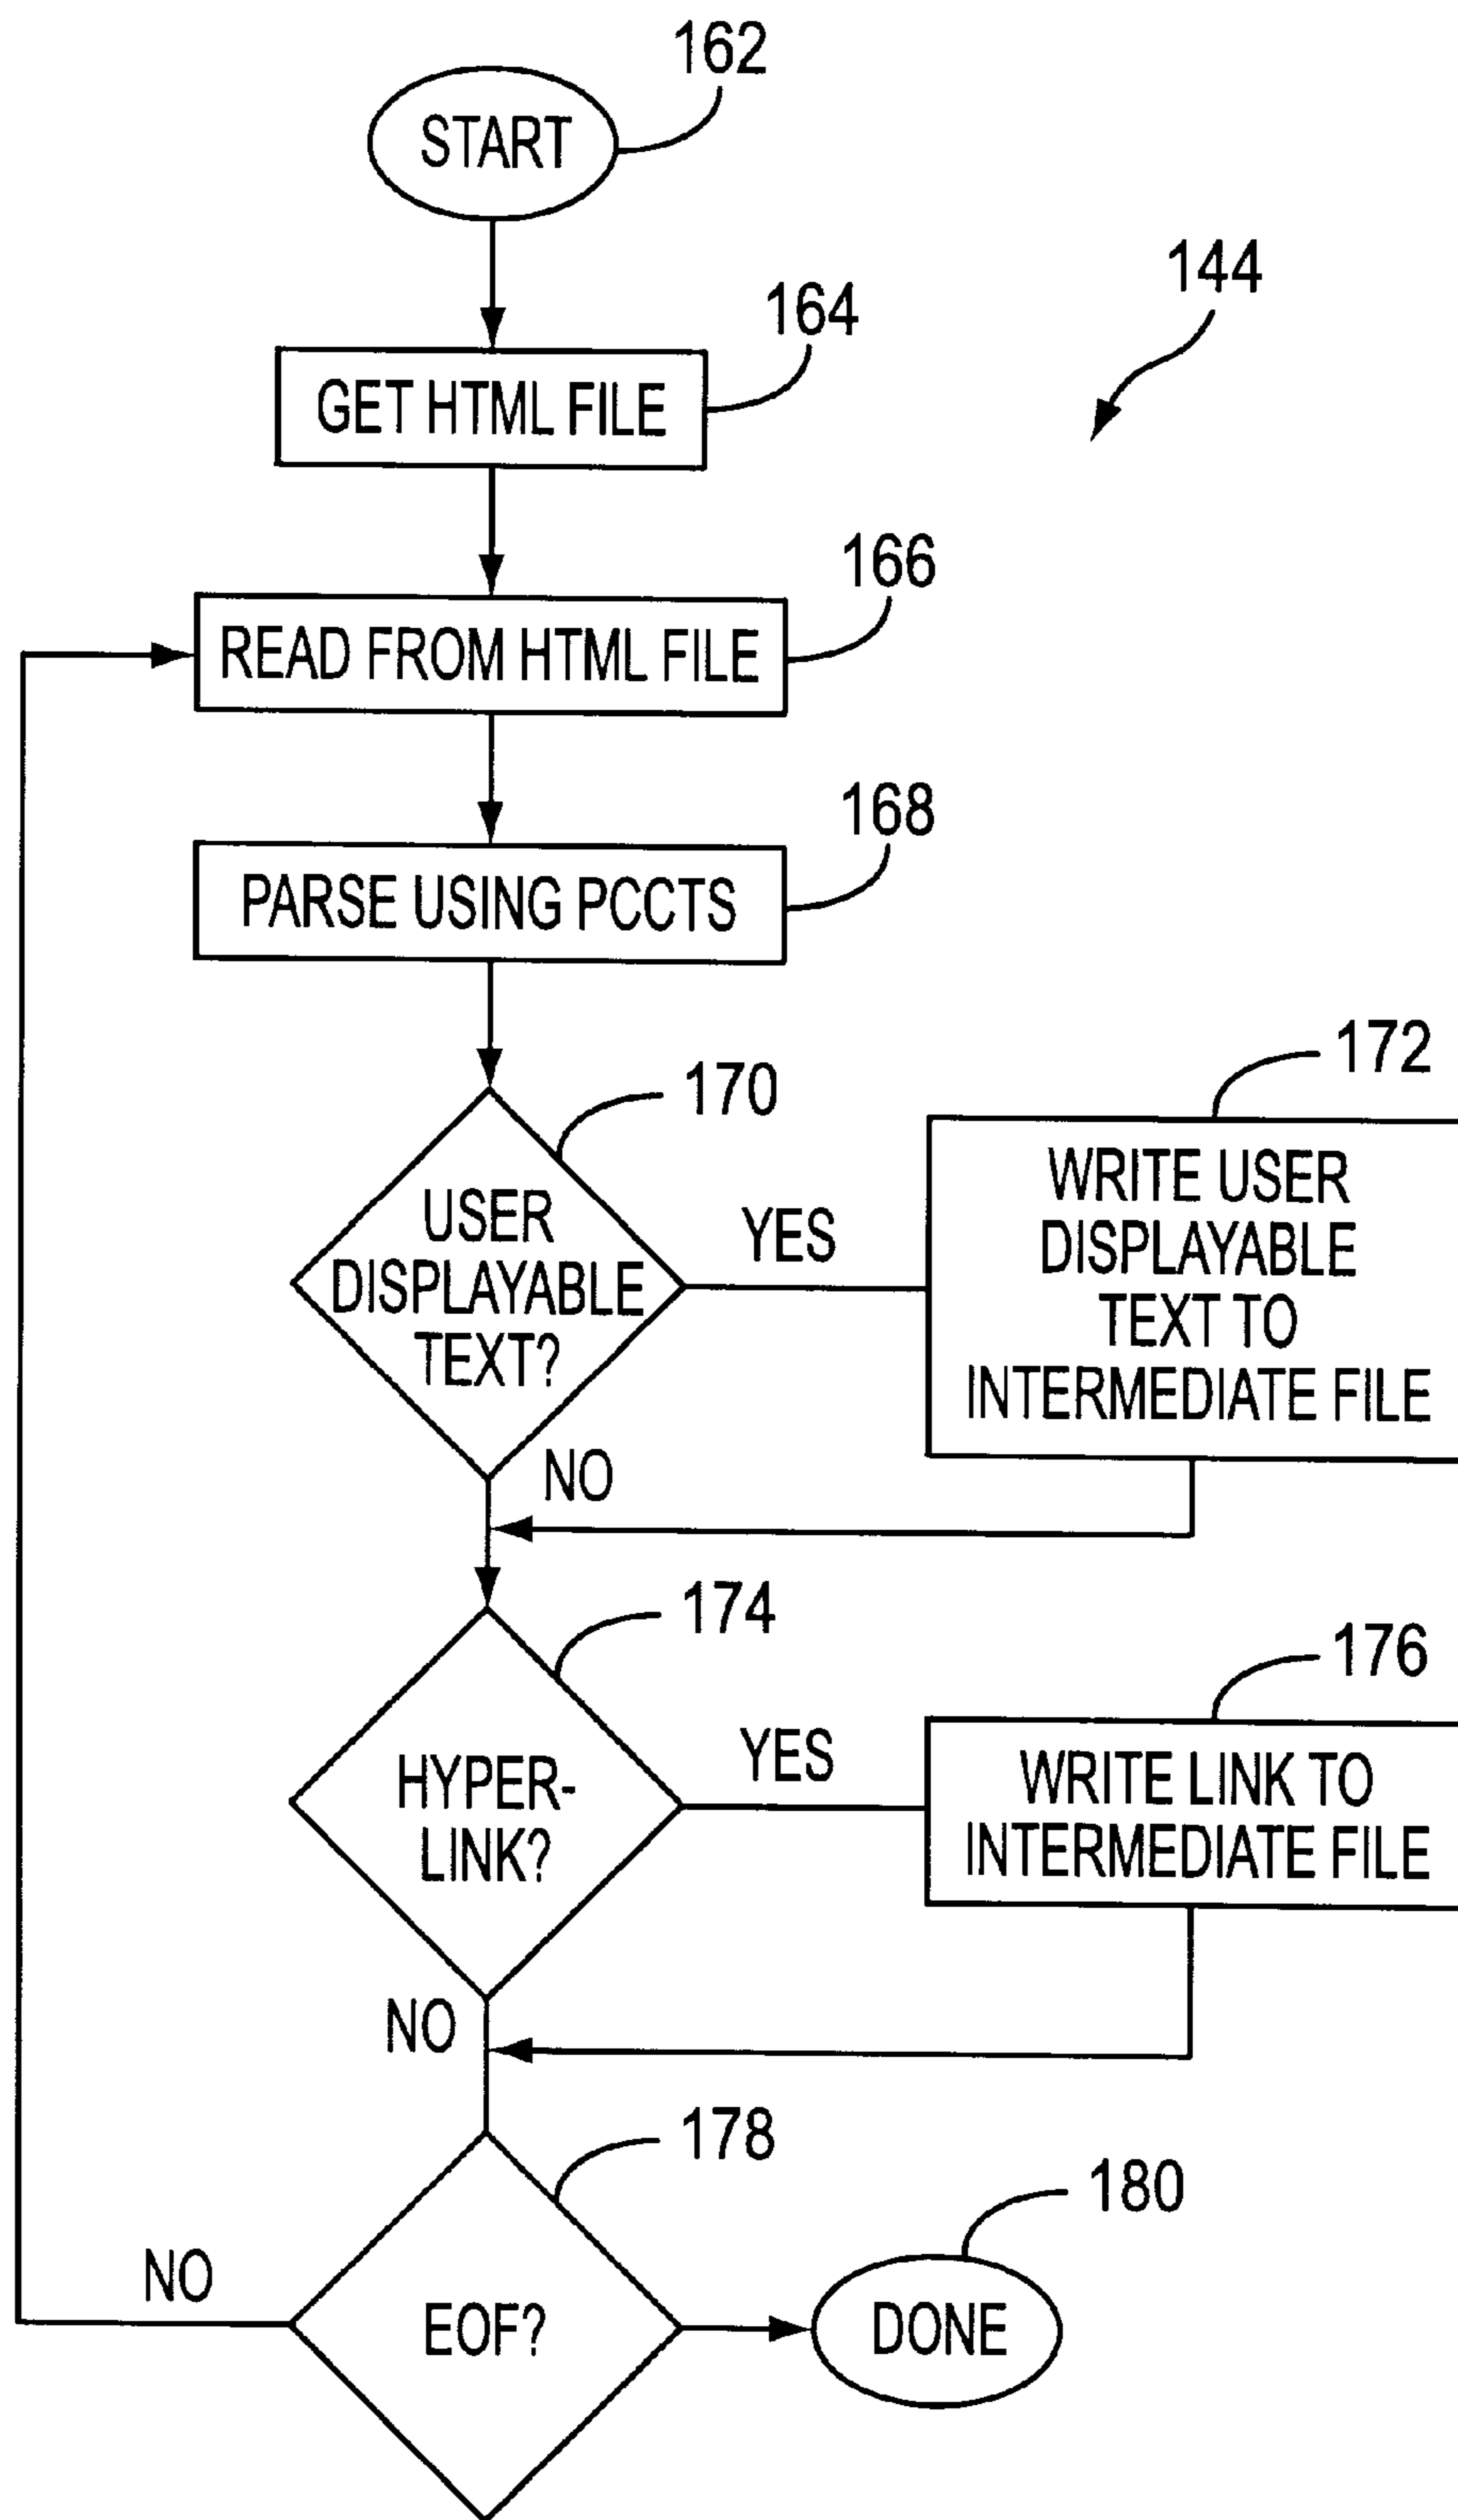 162
START
144
164
GET HTML FILE
166
READ FROM HTML FILE
168
PARSE USING PCCTS
170
172
USER
DISPLAYABLE
TEXT?
YES
WRITE USER
DISPLAYABLE
TEXT TO
INTERMEDIATE FILE
NO
174
176
HYPER-
LINK?
YES
WRITE LINK TO
INTERMEDIATE FILE
NO
178
180
NO
EOF?
DONE